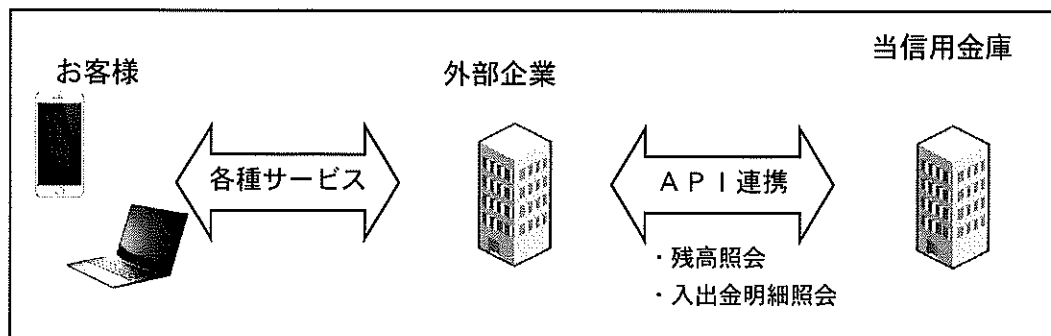 お客様
外部企業
当信用金庫
各種サービス
ＡＰＩ連携
・残高照会
・入出金明細照会